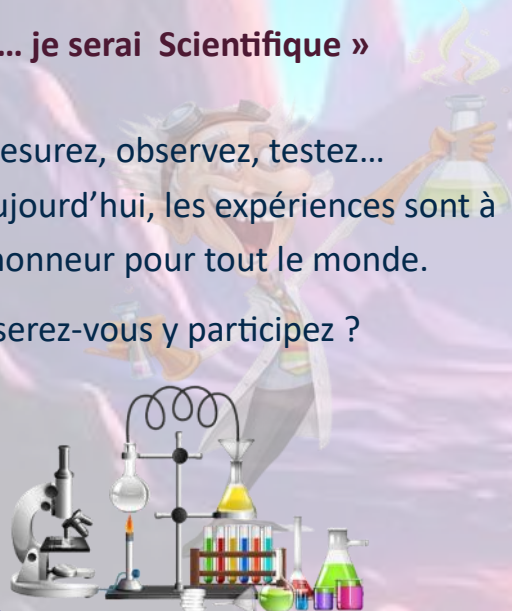 … je serai Scientifique »
esurez, observez, testez…
ujourd’hui, les expériences sont à
honneur pour tout le monde.
serez-vous y participez ?